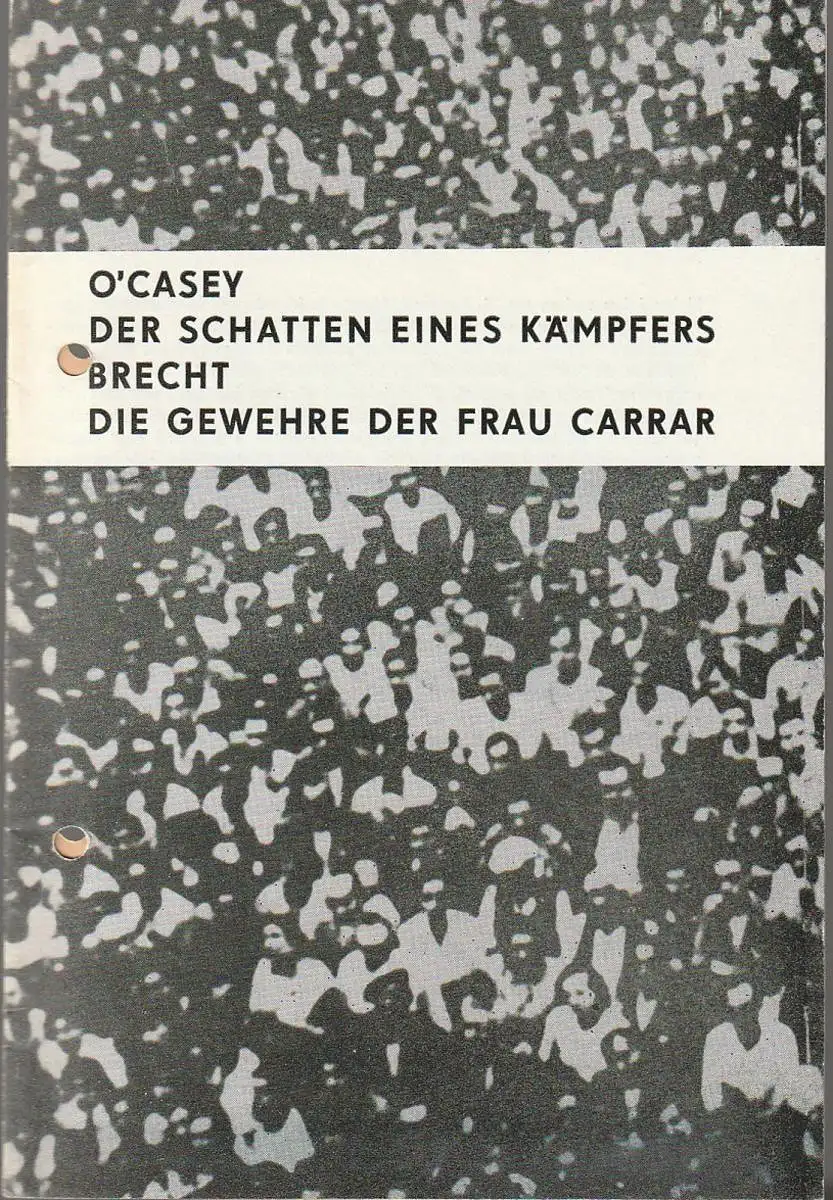 O'CASEY
DER SCHATTEN EINES KÄMPFERS
BRECHT
DIE GEWEHRE DER FRAU CARRAR